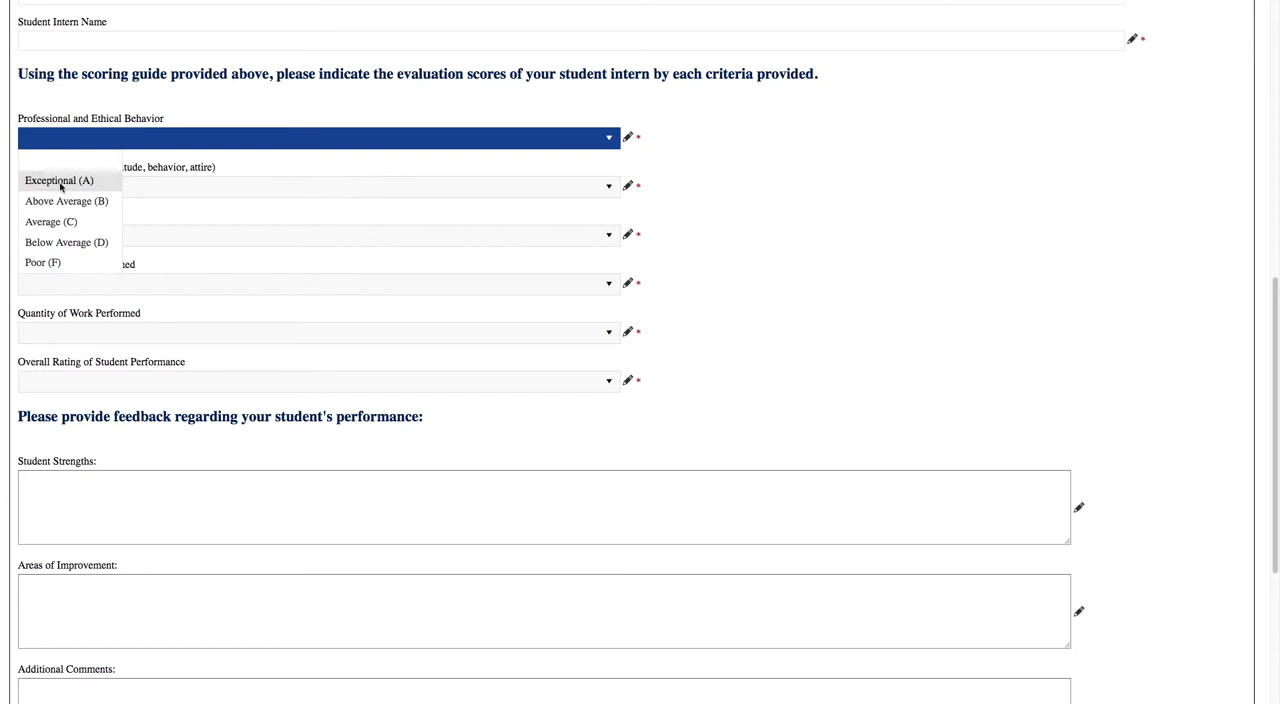 Student Intern Name
*
Using the scoring guide provided above, please indicate the evaluation scores of your student intern by each criteria provided.
Professional and Ethical Behavior
*
behavior, attire)
Exceptional (A)
*
Above Average (B)
Average (C)
*
Below Average (D)
Poor (F)
*
Quantity of Work Performed
*
Overall Rating of Student Performance
*
Please provide feedback regarding your student's performance:
Student Strengths:
Areas of Improvement:
Additional Comments: